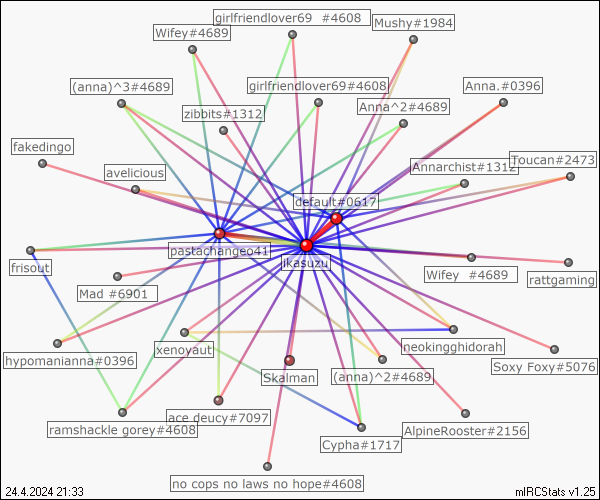 girlfriendlover69 #4608
Mushy#1984
Wifey#4689
(anna)^3#4689
girlfriendlover69#4608
Anna.#0396
zibbits#1312
Anna^2#4689
fakedingo
avelicious
Annarchist#1312
Toucan#2473
default#0617
pastachangeo41
ikasuzu
frisout
Mad #6901
Wifey #4689
rattgaming
hypomanianna#0396
xenoyaut
neokingghidorah
Skalman
(anna)^2#4689
Soxy Foxy#5076
ramshackle gorey#4608
ace deucy#7097
Cypha#1717
AlpineRooster#2156
no cops no laws no hope#4608
24.4.2024 21:33
mIRCStats v1.25